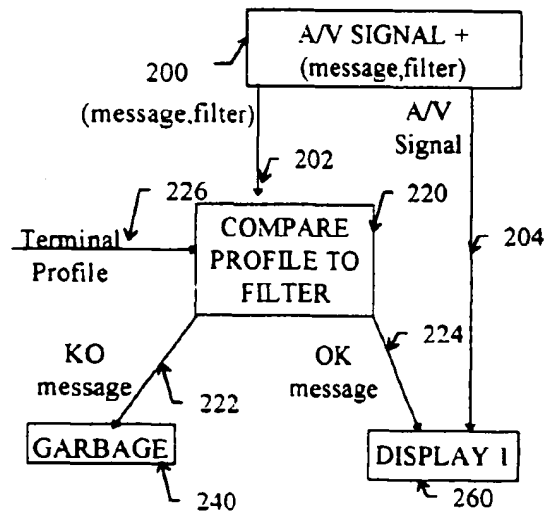 A/V SIGNAL +
(message,filter)
200
(message,filter)
A/V
Signal
202
226
220
Terminal
Profile
COMPARE
PROFILE TO
FILTER
204
KO
message
OK
message
224
222
GARBAGE
DISPLAY 1
240
260